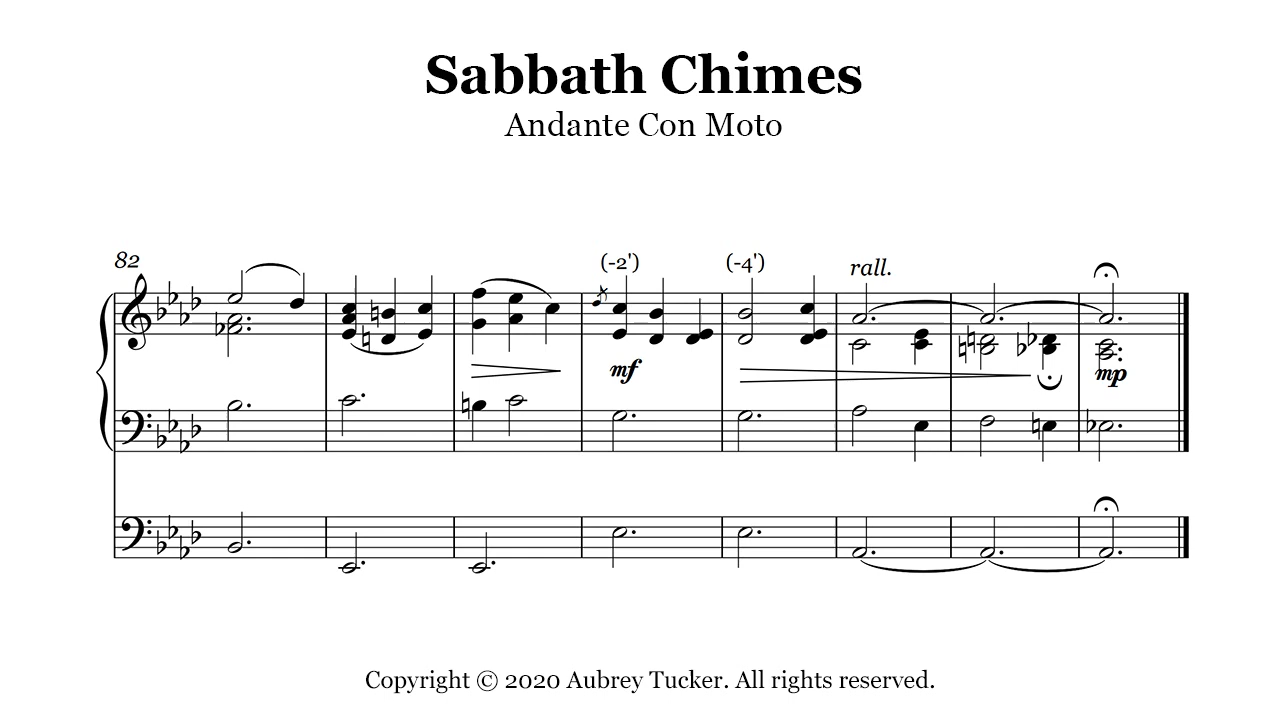 Sabbath Chimes
Andante Con Moto
82
(-2')
(-4')
rall.
mf
mp
Copyright © 2020 Aubrey Tucker. All rights reserved.